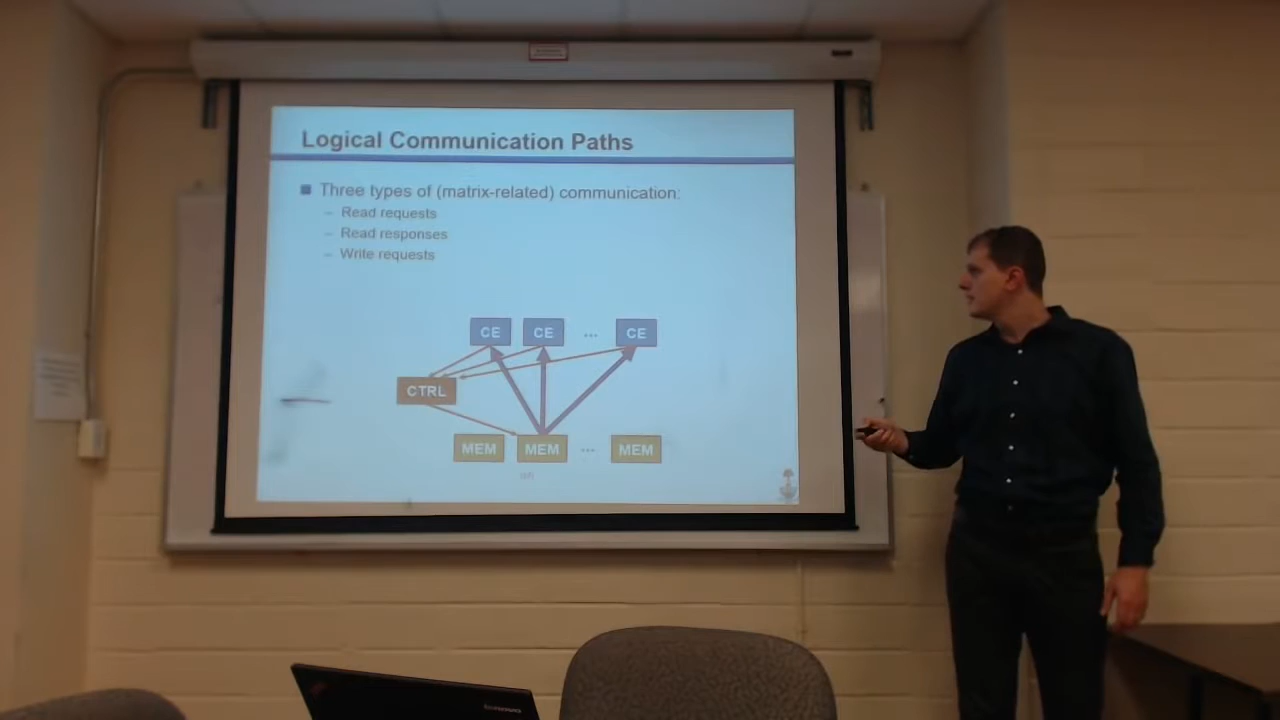 Logical Communication Paths
Three types of (matrix-related) communication:
– Read requests
– Read responses
– Write requests
CE CE ... CE
CTRL
MEM MEM ... MEM
lenovo